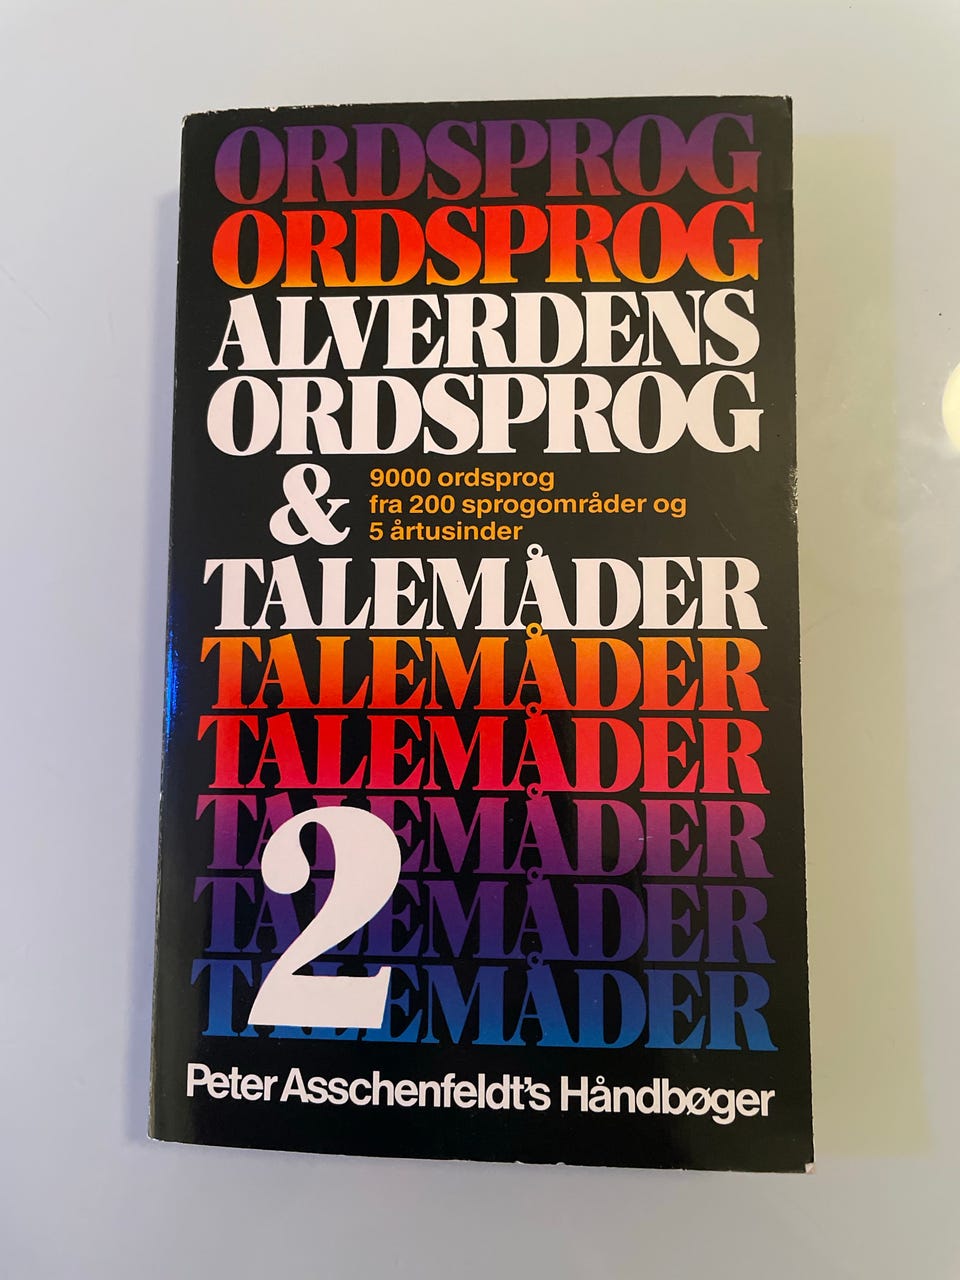 ORDSPROG
ORDSPROG
ALVERDENS
ORDSPROG
&
9000 ordsprog
fra 200 sprogområder og
5 årtusinder
TALEMÅDER
TALEMÅDER
TALEMÅDER
TALEMÅDER
TALEMÅDER
TALEMÅDER
2
Peter Asschenfeldt's Håndbøger